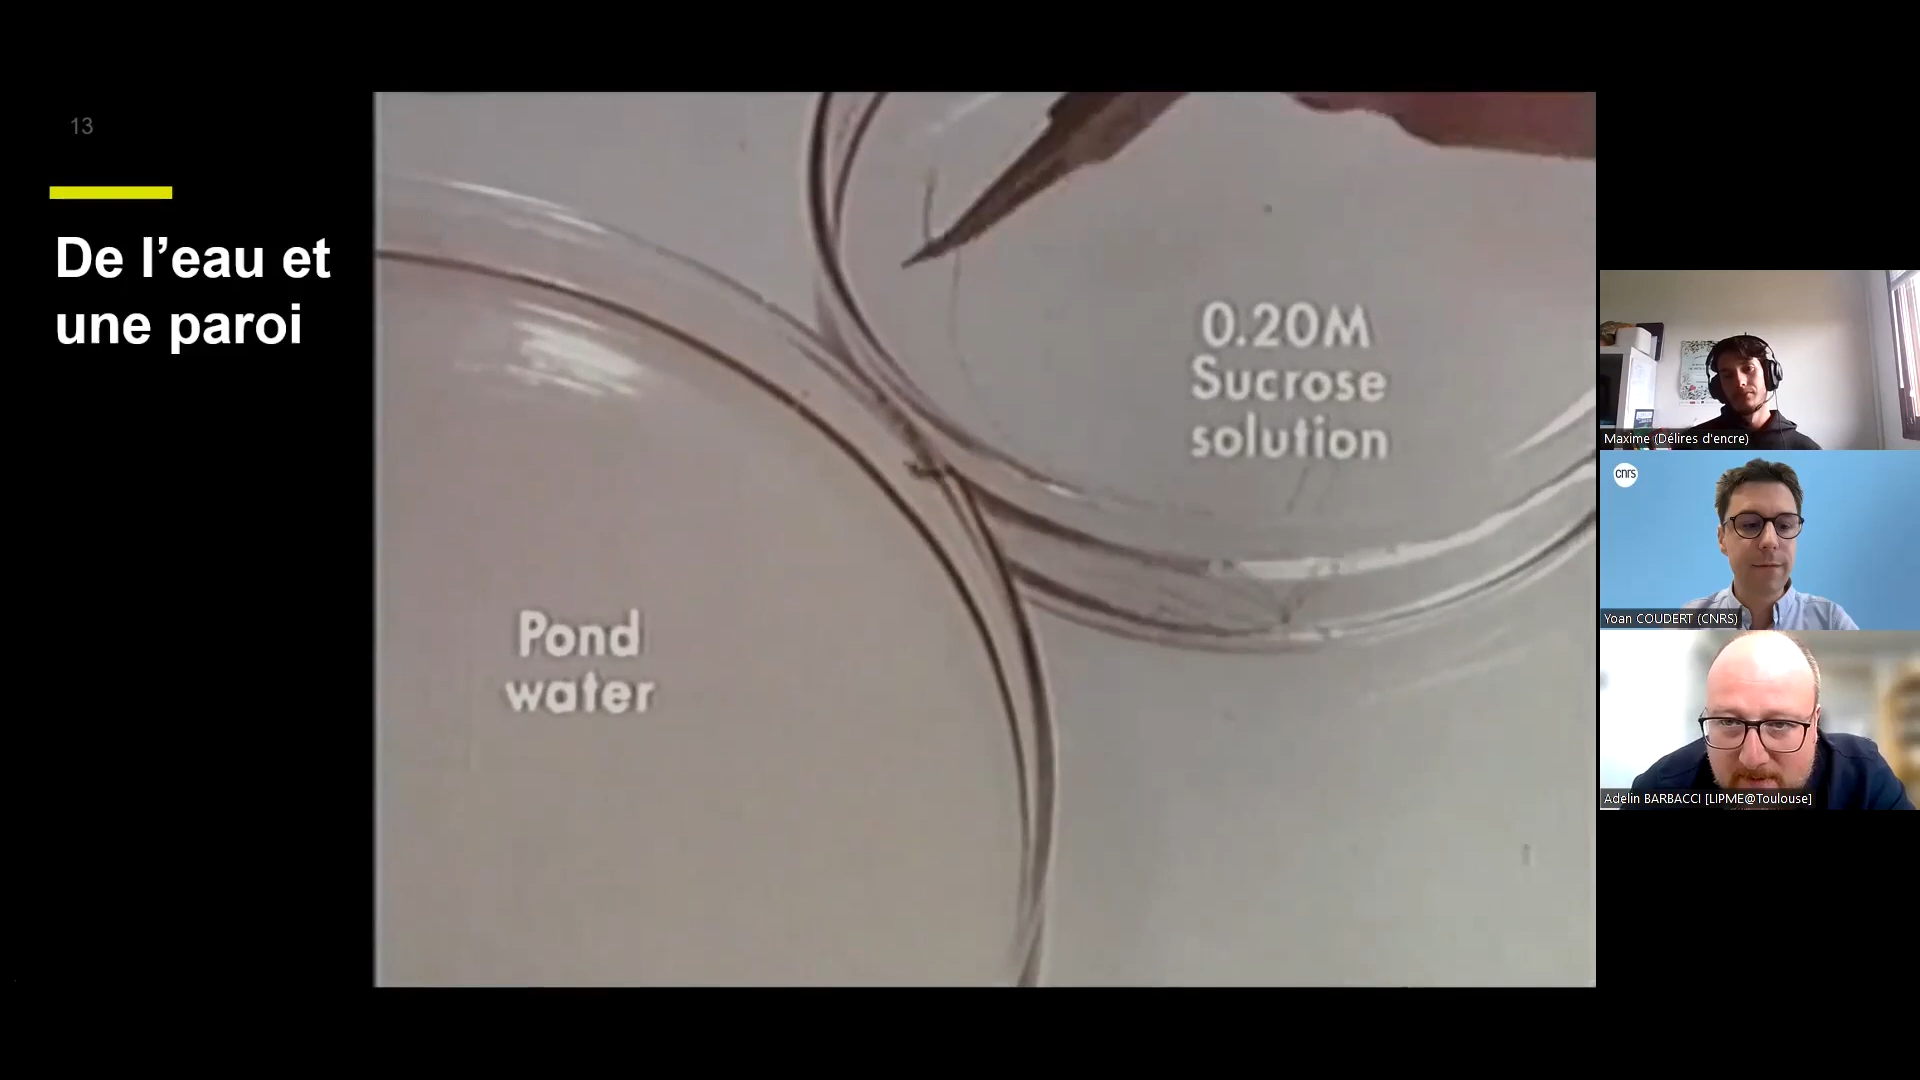 13
De l’eau et
une paroi
0.20M
Sucrose
solution
Pond
water
Maxime (Délires d'encre)
cnrs
Yoan COUDERT (CNRS)
Adelin BARBACCI [LIPME@Toulouse]